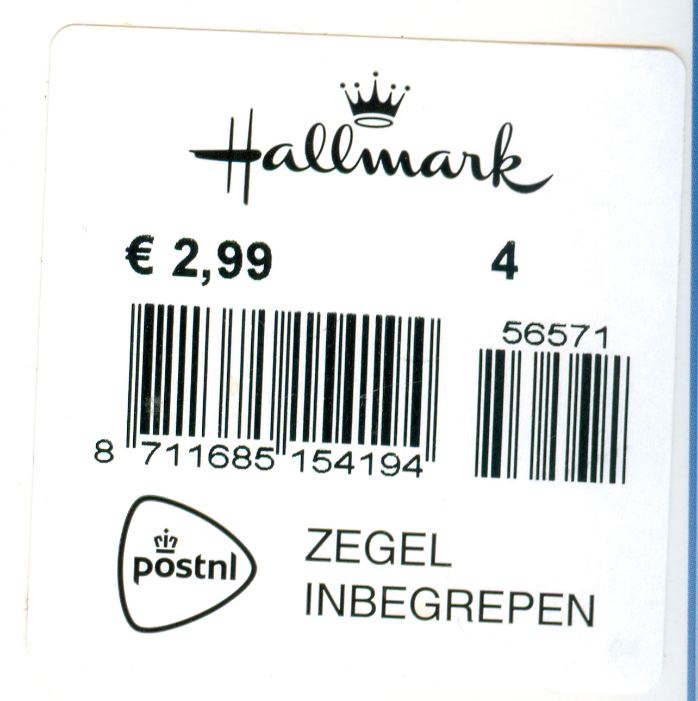 Hallmark
€ 2,99 4
56571
8 711685 154194
postnl
ZEGEL
INBEGREPEN